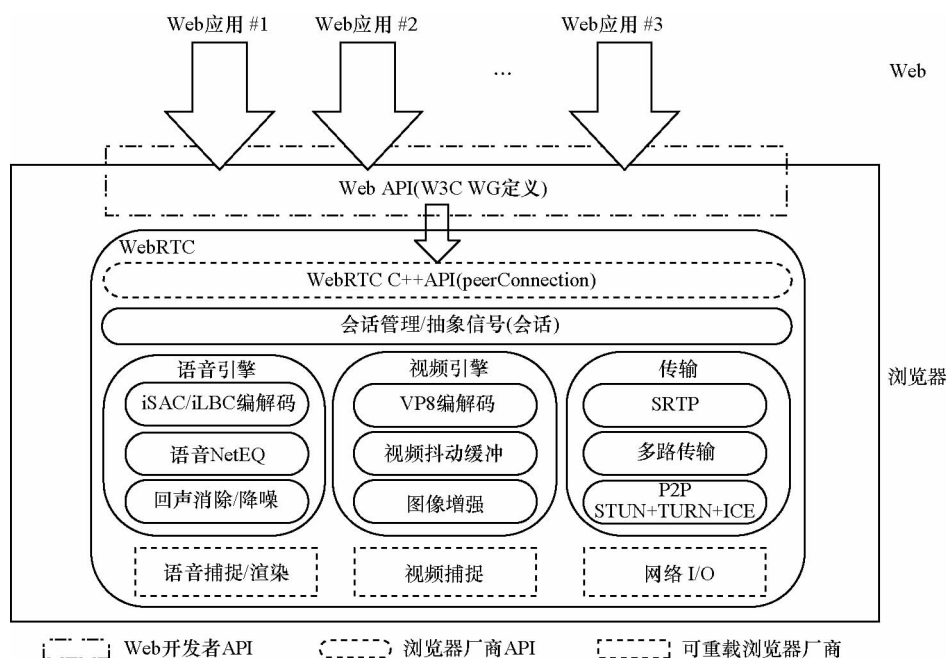 Web应用 #1
Web应用 #2
Web应用 #3
…
Web
Web API(W3C WG定义)
WebRTC
WebRTC C++API(peerConnection)
会话管理/抽象信号(会话)
语音引擎
iSAC/iLBC编解码
语音NetEQ
回声消除/降噪
视频引擎
VP8编解码
视频抖动缓冲
图像增强
传输
SRTP
多路传输
P2P
STUN+TURN+ICE
浏览器
语音捕捉/渲染
视频捕捉
网络 I/O
Web开发者API
浏览器厂商API
可重载浏览器厂商